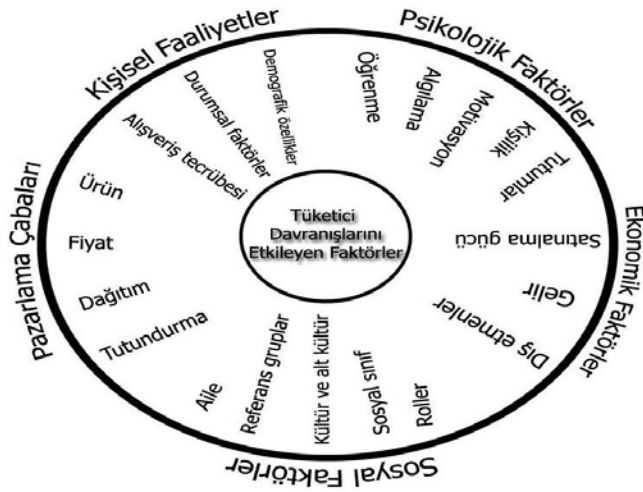 Kişisel Faaliyetler
Demografik özellikler
Durumsal faktörler
Alışveriş tecrübesi
Psikolojik Faktörler
Öğrenme
Algılama
Motivasyon
Kişilik
Tutumlar
Ekonomik Faktörler
Satınalma gücü
Gelir
Dış etmenler
Sosyal Faktörler
Roller
Sosyal sınıf
Kültür ve alt kültür
Referans gruplar
Aile
Pazarlama Çabaları
Ürün
Fiyat
Dağıtım
Tutundurma
Tüketici
Davranışlarını
Etkileyen Faktörler